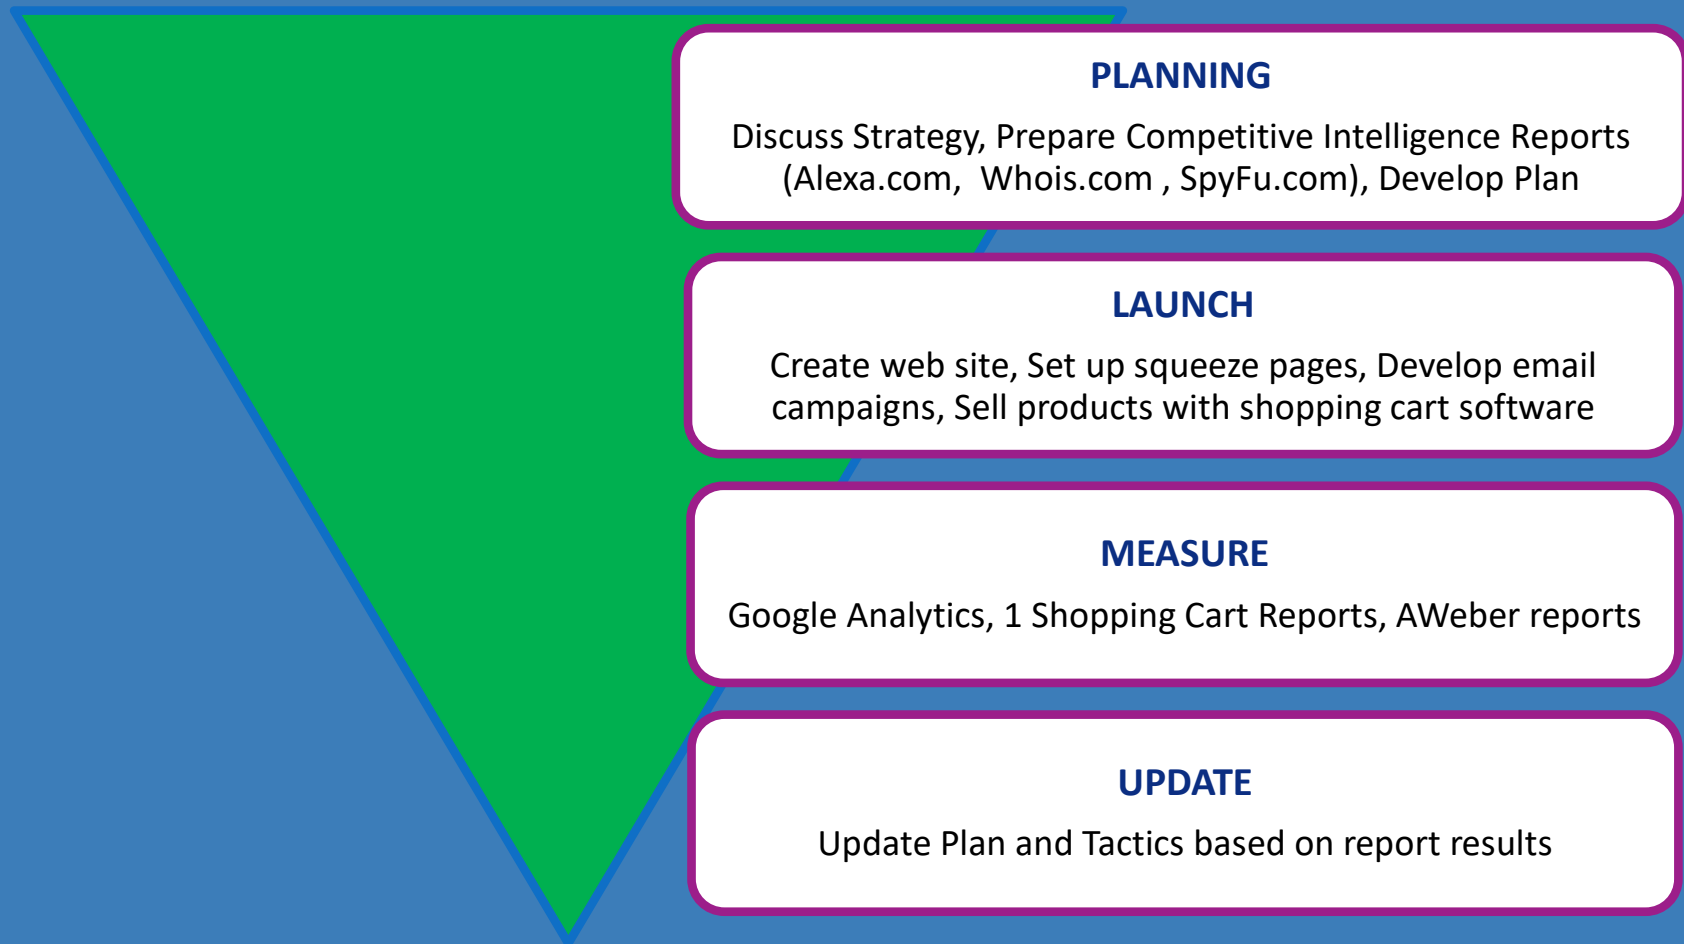 PLANNING
Discuss Strategy, Prepare Competitive Intelligence Reports
(Alexa.com,  Whois.com , SpyFu.com), Develop Plan
LAUNCH
Create web site, Set up squeeze pages, Develop email
campaigns, Sell products with shopping cart software
MEASURE
Google Analytics, 1 Shopping Cart Reports, AWeber reports
UPDATE
Update Plan and Tactics based on report results